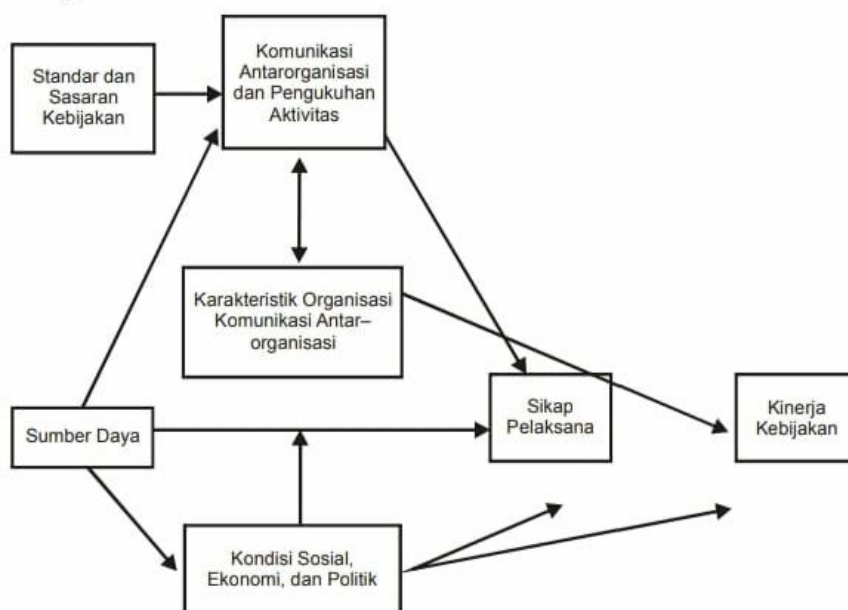 Standar dan
Sasaran
Kebijakan
Komunikasi
Antarorganisasi
dan Pengukuhan
Aktivitas
Karakteristik Organisasi
Komunikasi Antar–
organisasi
Sumber Daya
Sikap
Pelaksana
Kinerja
Kebijakan
Kondisi Sosial,
Ekonomi, dan Politik